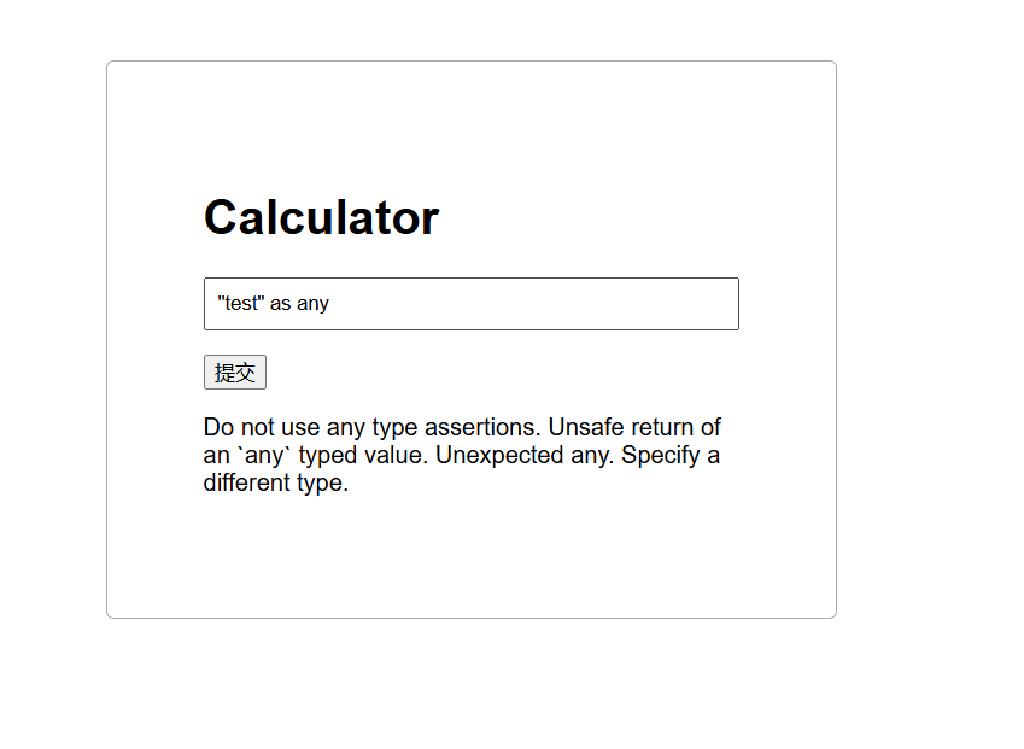 Calculator
"test" as any
提交
Do not use any type assertions. Unsafe return of
an `any` typed value. Unexpected any. Specify a
different type.